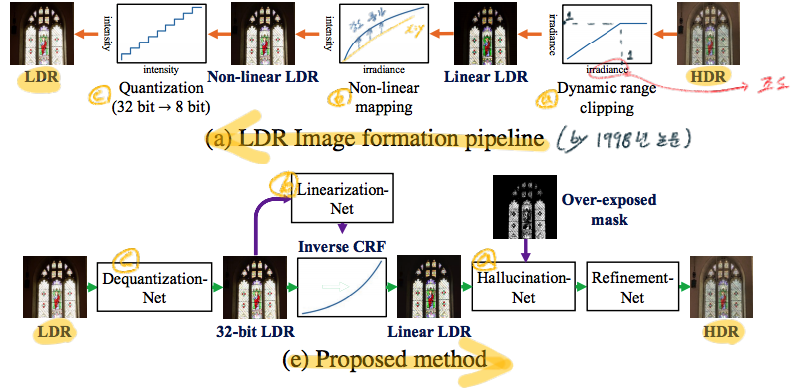 intensity
intensity
irradiance
1
1
intensity
irradiance
irradiance
조도
LDR
Quantization
(32 bit → 8 bit)
Non-linear LDR
Non-linear
mapping
Linear LDR
Dynamic range
clipping
HDR
c
b
a
(a) LDR Image formation pipeline (by 1998년 논문)
b
Linearization-
Net
Over-exposed
mask
Inverse CRF
c
Dequantization-
Net
a
Hallucination-
Net
Refinement-
Net
LDR
32-bit LDR
Linear LDR
HDR
(e) Proposed method